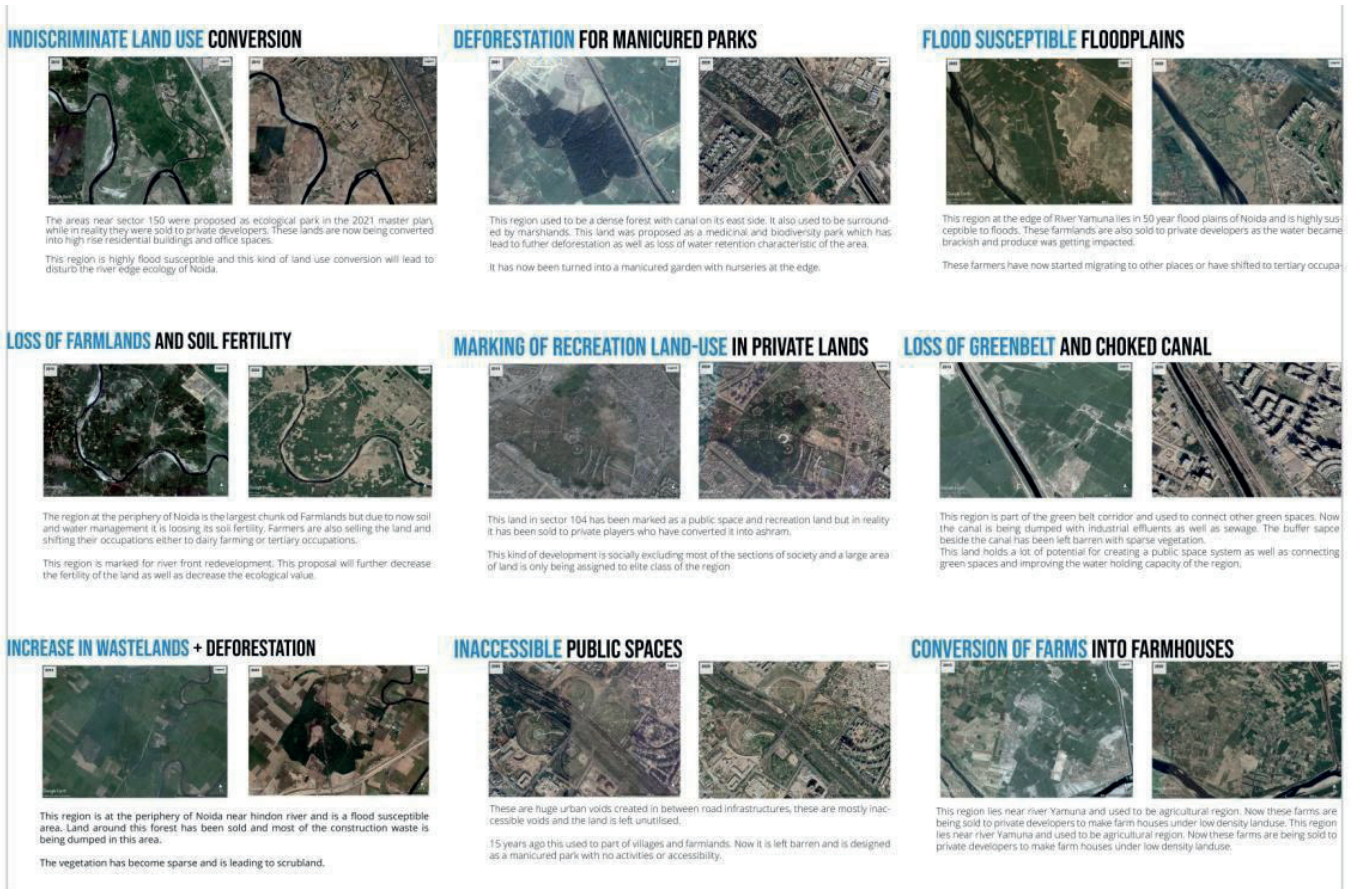 INDISCRIMINATE LAND USE CONVERSION
The areas near sector 150 were proposed as ecological park in the 2021 master plan,
while in reality they were sold to private developers. These lands are now being converted
into high rise residential buildings and office spaces.
This region is highly flood susceptible and this kind of land use conversion will lead to
disturb the river edge ecology of Noida.
DEFORESTATION FOR MANICURED PARKS
This region used to be a dense forest with canal on its east side. It also used to be surround-
ed by marshlands. This land was proposed as a medicinal and biodiversity park which has
lead to futher deforestation as well as loss of water retention characteristic of the area.
It has now been turned into a manicured garden with nurseries at the edge.
FLOOD SUSCEPTIBLE FLOODPLAINS
This region at the edge of River Yamuna lies in 50 year flood plains of Noida and is highly sus-
ceptible to floods. These farmlands are also sold to private developers as the water became
brackish and produce was getting impacted.
These farmers have now started migrating to other places or have shifted to tertiary occupa-
LOSS OF FARMLANDS AND SOIL FERTILITY
The region at the periphery of Noida is the largest chunk od Farmlands but due to now soil
and water management it is loosing its soil fertility. Farmers are also selling the land and
shifting their occupations either to dairy farming or tertiary occupations.
This region is marked for river front redevelopment. This proposal will further decrease
the fertility of the land as well as decrease the ecological value.
MARKING OF RECREATION LAND-USE IN PRIVATE LANDS
This land in sector 104 has been marked as a public space and recreation land but in reality
it has been sold to private players who have converted it into ashram.
This kind of development is socially excluding most of the sections of society and a large area
of land is only being assigned to elite class of the region
LOSS OF GREENBELT AND CHOKED CANAL
This region is part of the green belt corridor and used to connect other green spaces. Now
the canal is being dumped with industrial effluents as well as sewage. The buffer sapce
beside the canal has been left barren with sparse vegetation.
This land holds a lot of potential for creating a public space system as well as connecting
green spaces and improving the water holding capacity of the region.
INCREASE IN WASTELANDS + DEFORESTATION
This region is at the periphery of Noida near hindon river and is a flood susceptible
area. Land around this forest has been sold and most of the construction waste is
being dumped in this area.
The vegetation has become sparse and is leading to scrubland.
INACCESSIBLE PUBLIC SPACES
These are huge urban voids created in between road infrastructures, these are mostly inac-
cessible voids and the land is left unutilised.
15 years ago this used to part of villages and farmlands. Now it is left barren and is designed
as a manicured park with no activities or accessibility.
CONVERSION OF FARMS INTO FARMHOUSES
This region lies near river Yamuna and used to be agricultural region. Now these farms are
being sold to private developers to make farm houses under low density landuse. This region
lies near river Yamuna and used to be agricultural region. Now these farms are being sold to
private developers to make farm houses under low density landuse.